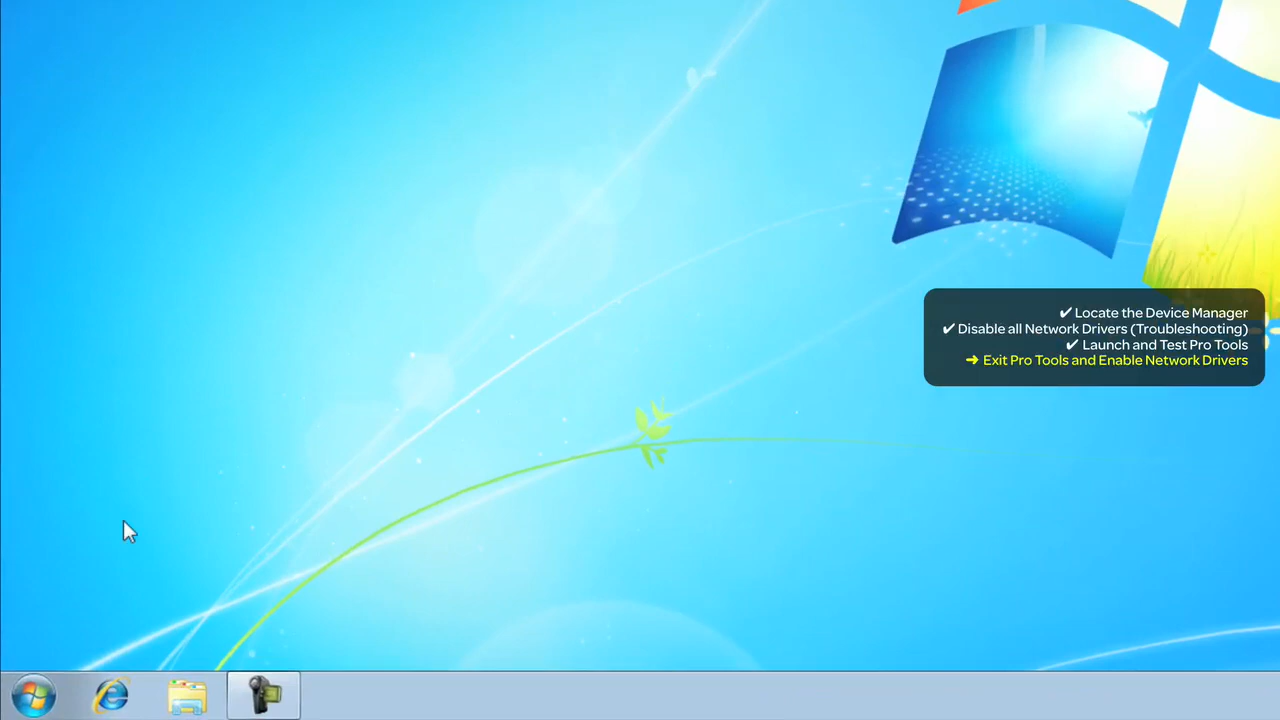 ✔ Locate the Device Manager
✔ Disable all Network Drivers (Troubleshooting)
✔ Launch and Test Pro Tools
➜ Exit Pro Tools and Enable Network Drivers